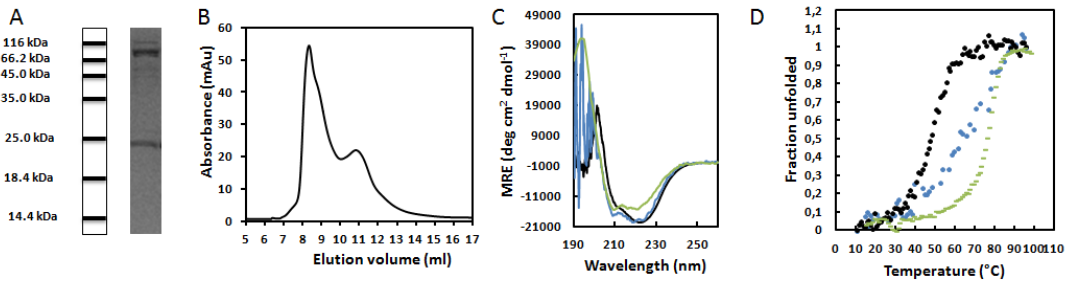 A
116 kDa
66.2 kDa
45.0 kDa
35.0 kDa
25.0 kDa
18.4 kDa
14.4 kDa
B
Absorbance (mAu)
60
50
40
30
20
10
0
5 6 7 8 9 10 11 12 13 14 15 16 17
Elution volume (ml)
C
MRE (deg cm² dmol⁻¹)
49000
39000
29000
19000
9000
-1000
-11000
-21000
190 210 230 250
Wavelength (nm)
D
Fraction unfolded
1,2
1,1
1
0,9
0,8
0,7
0,6
0,5
0,4
0,3
0,2
0,1
0
0 10 20 30 40 50 60 70 80 90 100 110
Temperature (°C)